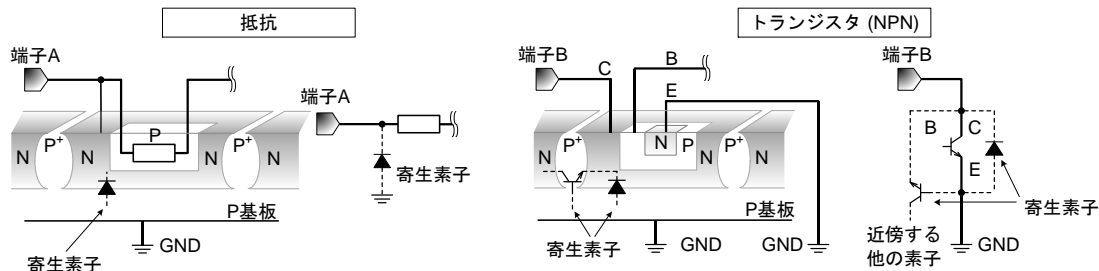 抵抗
端子A
P
N
P+
N
N
P+
N
P基板
GND
寄生素子
端子A
寄生素子
トランジスタ (NPN)
端子B
C
B
E
N
P+
N
N
P
N
P+
N
P基板
寄生素子
GND
GND
端子B
B
C
E
寄生素子
近傍する
他の素子
GND